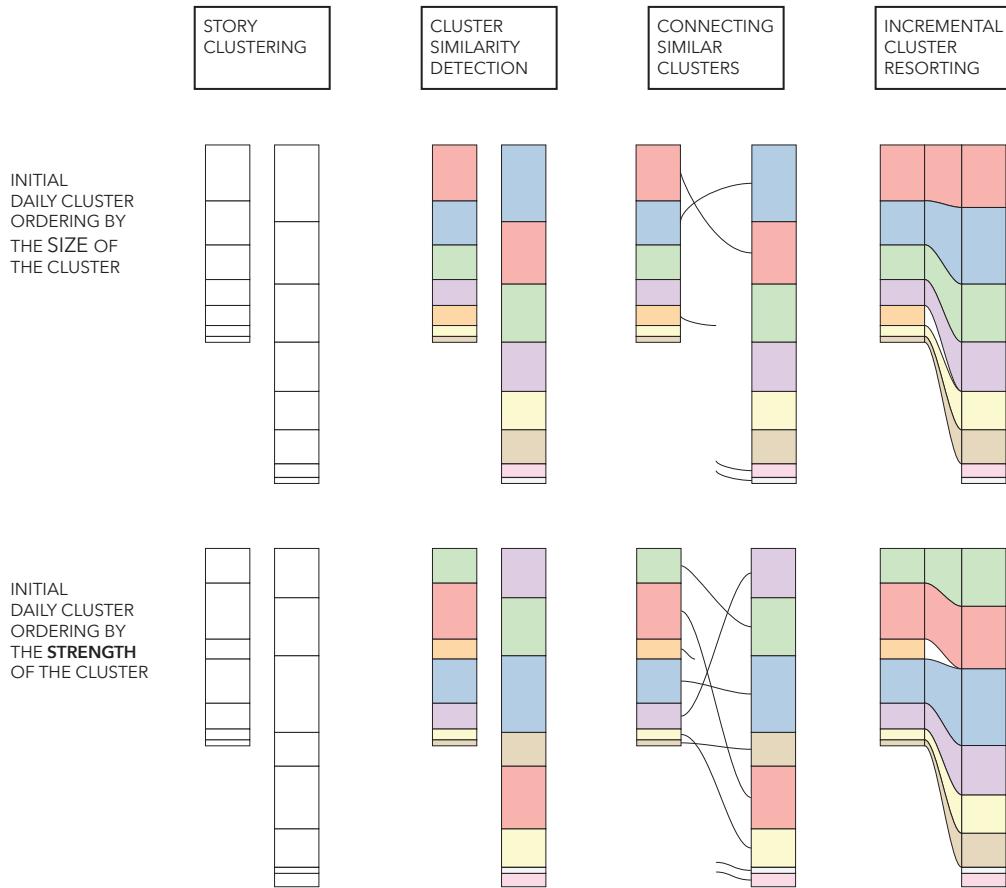 STORY
CLUSTERING
CLUSTER
SIMILARITY
DETECTION
CONNECTING
SIMILAR
CLUSTERS
INCREMENTAL
CLUSTER
RESORTING
INITIAL
DAILY CLUSTER
ORDERING BY
THE SIZE OF
THE CLUSTER
INITIAL
DAILY CLUSTER
ORDERING BY
THE STRENGTH
OF THE CLUSTER